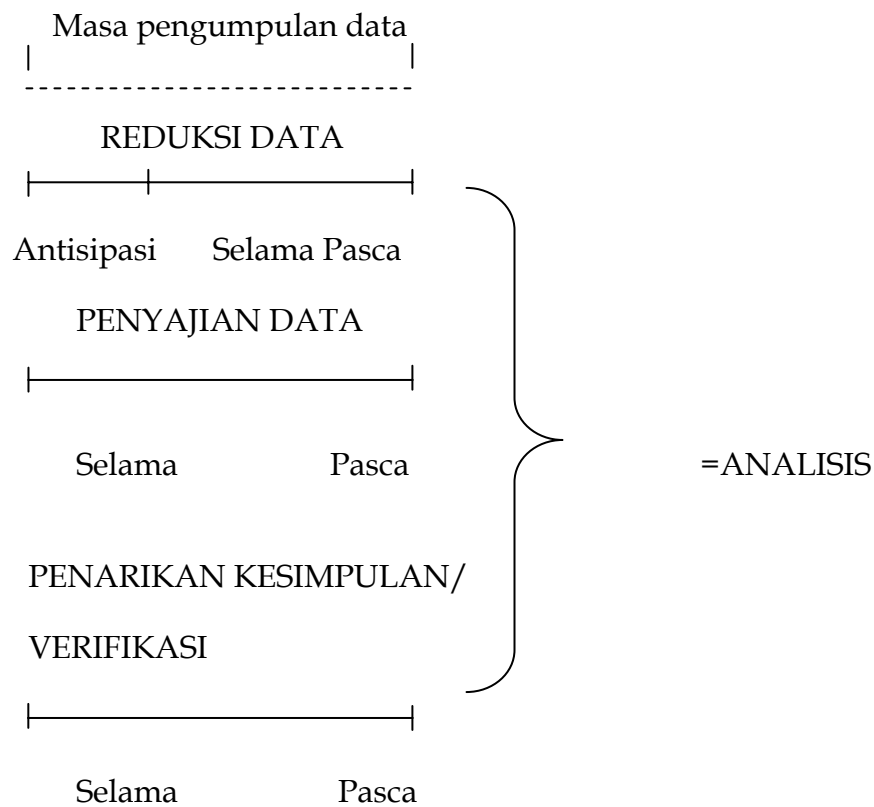 Masa pengumpulan data
REDUKSI DATA
Antisipasi Selama Pasca
PENYAJIAN DATA
Selama Pasca
=ANALISIS
PENARIKAN KESIMPULAN/
VERIFIKASI
Selama Pasca